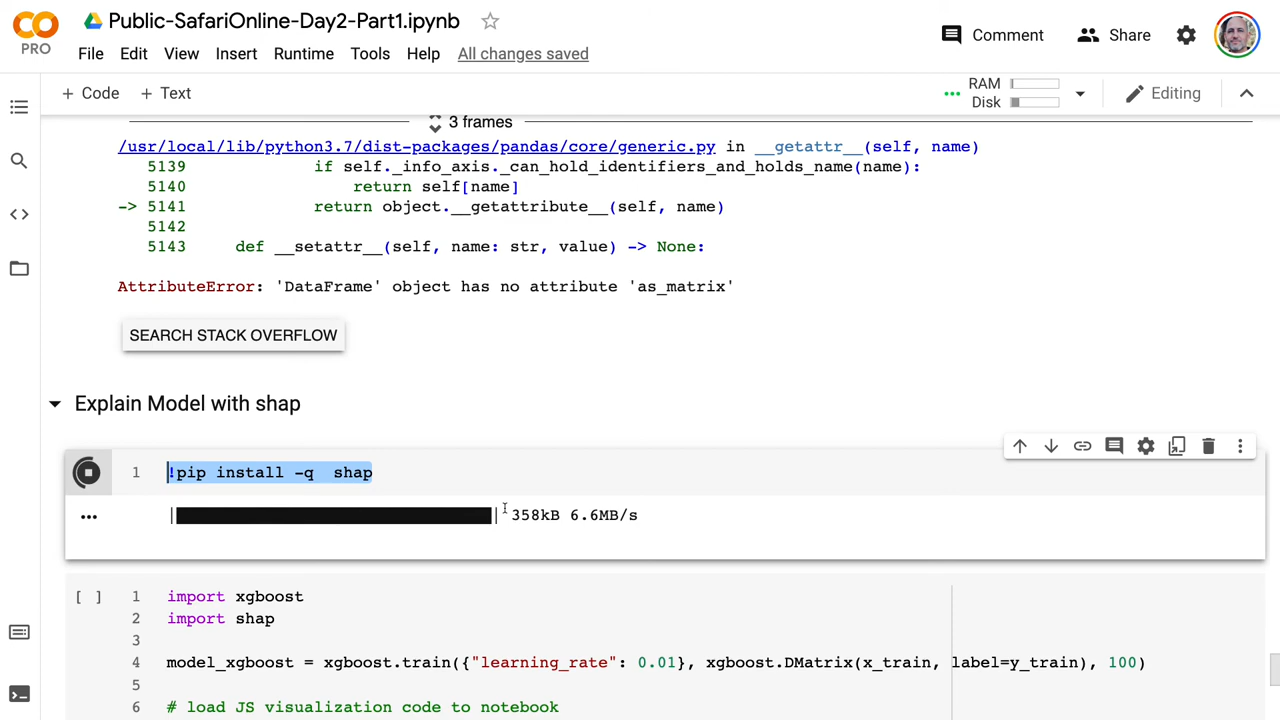 Public-SafariOnline-Day2-Part1.ipynb
PRO
File Edit View Insert Runtime Tools Help All changes saved
Comment Share
+ Code + Text
RAM
Disk
Editing
3 frames
/usr/local/lib/python3.7/dist-packages/pandas/core/generic.py in __getattr__(self, name)
5139 if self._info_axis._can_hold_identifiers_and_holds_name(name):
5140 return self[name]
-> 5141 return object.__getattribute__(self, name)
5142
5143 def __setattr__(self, name: str, value) -> None:
AttributeError: 'DataFrame' object has no attribute 'as_matrix'
SEARCH STACK OVERFLOW
Explain Model with shap
1 !pip install -q  shap
358kB 6.6MB/s
[ ] 1 import xgboost
2 import shap
3
4 model_xgboost = xgboost.train({"learning_rate": 0.01}, xgboost.DMatrix(x_train, label=y_train), 100)
5
6 # load JS visualization code to notebook